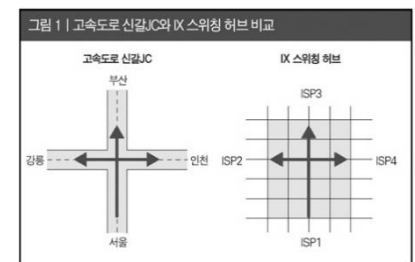 그림 1 | 고속도로 신갈JC와 IX 스위칭 허브 비교
고속도로 신갈JC
부산
강릉
인천
서울
IX 스위칭 허브
ISP3
ISP2
ISP4
ISP1